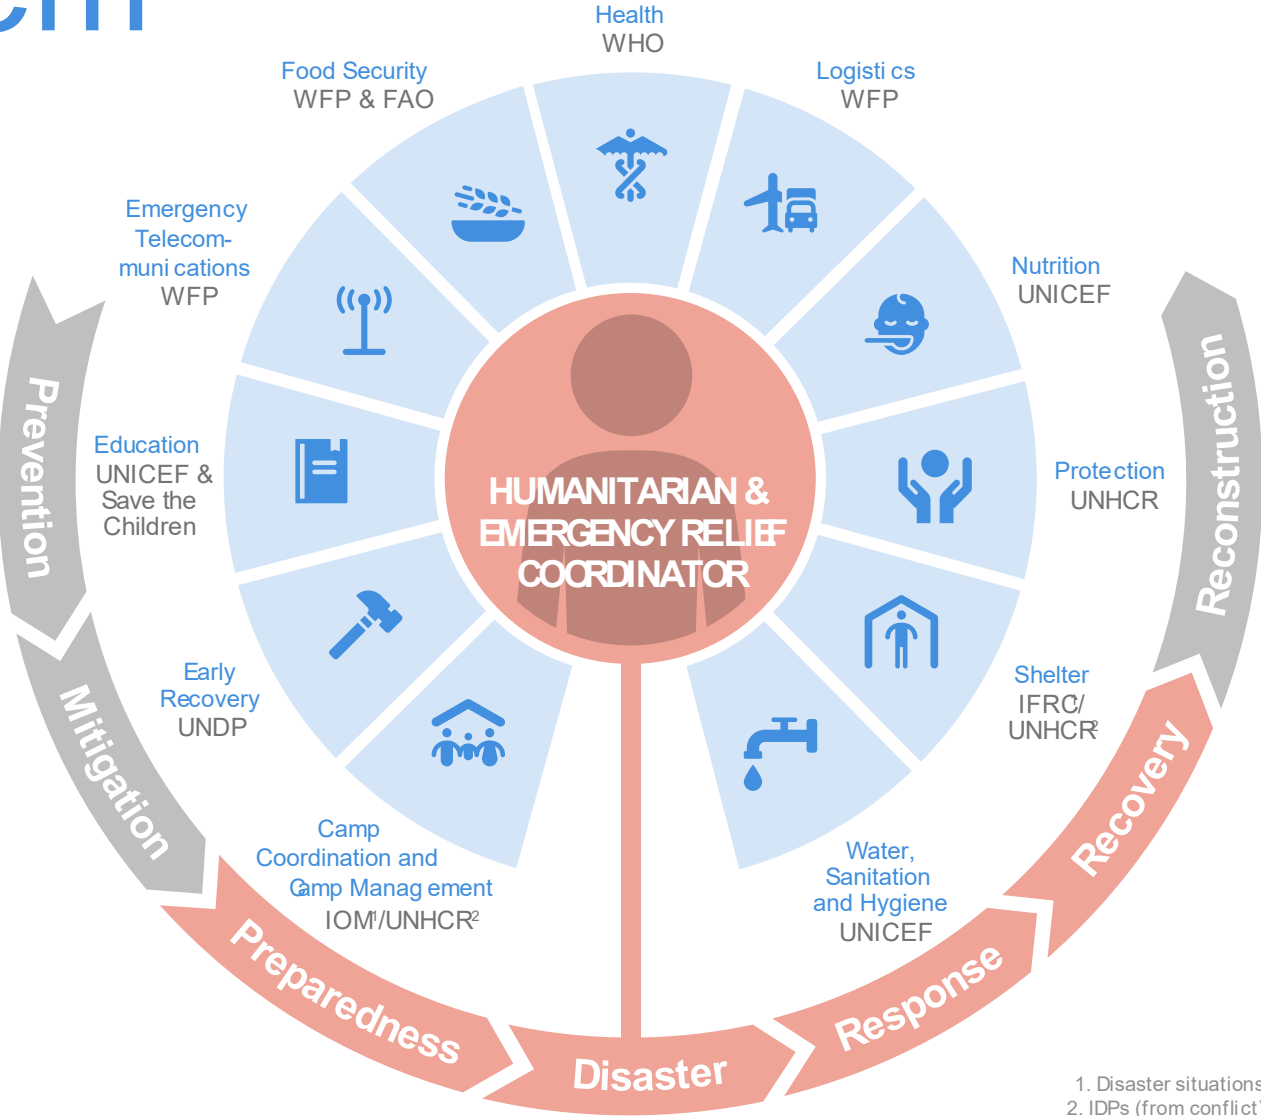 Health
WHO
Food Security
WFP & FAO
Logistics
WFP
Emergency
Telecom-
munications
WFP
Nutrition
UNICEF
Education
UNICEF &
Save the
Children
Protection
UNHCR
HUMANITARIAN &
EMERGENCY RELIEF
COORDINATOR
Early
Recovery
UNDP
Shelter
IFRC1/
UNHCR2
Camp
Coordination and
Camp Management
IOM1/UNHCR2
Water,
Sanitation
and Hygiene
UNICEF
Prevention
Mitigation
Preparedness
Disaster
Response
Recovery
Reconstruction
1. Disaster situations
2. IDPs (from conflict)